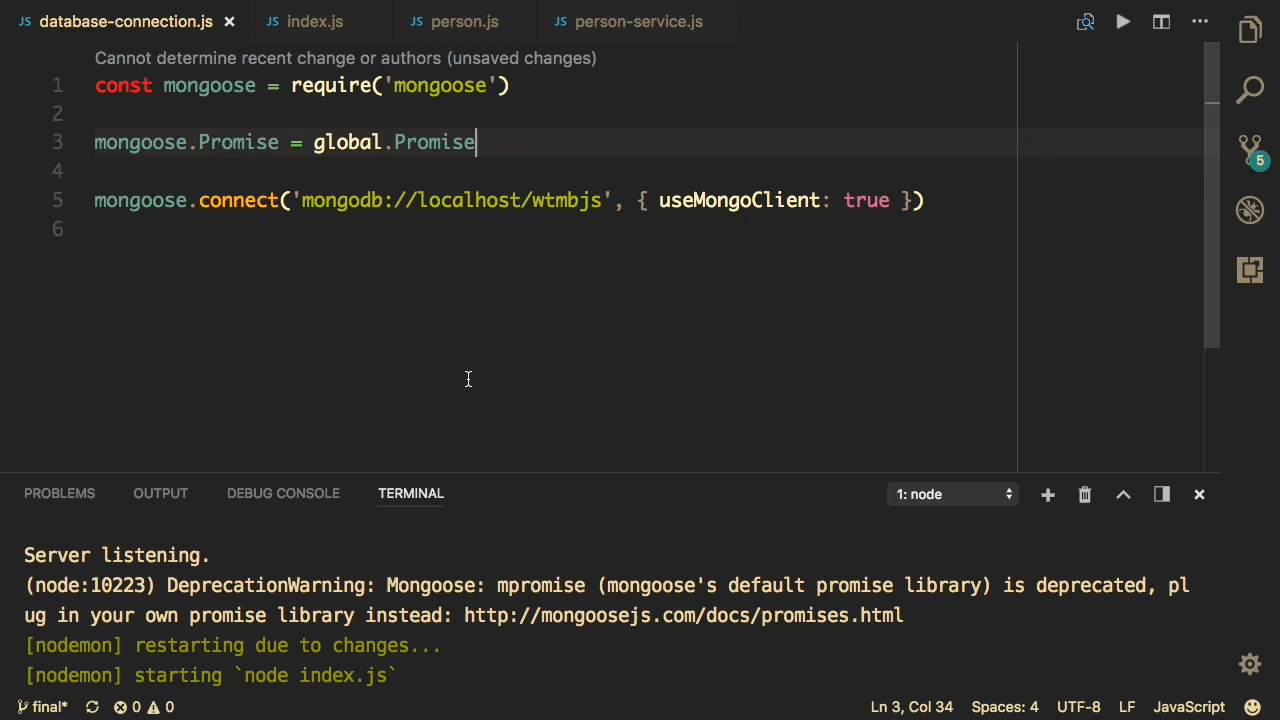 JS database-connection.js × JS index.js JS person.js JS person-service.js
Cannot determine recent change or authors (unsaved changes)
1 const mongoose = require('mongoose')
2
3 mongoose.Promise = global.Promise
4
5 mongoose.connect('mongodb://localhost/wtmbjs', { useMongoClient: true })
6
5
PROBLEMS OUTPUT DEBUG CONSOLE TERMINAL 1: node
Server listening.
(node:10223) DeprecationWarning: Mongoose: mpromise (mongoose's default promise library) is deprecated, pl
ug in your own promise library instead: http://mongoosejs.com/docs/promises.html
[nodemon] restarting due to changes...
[nodemon] starting `node index.js`
final* 0 0 Ln 3, Col 34 Spaces: 4 UTF-8 LF JavaScript